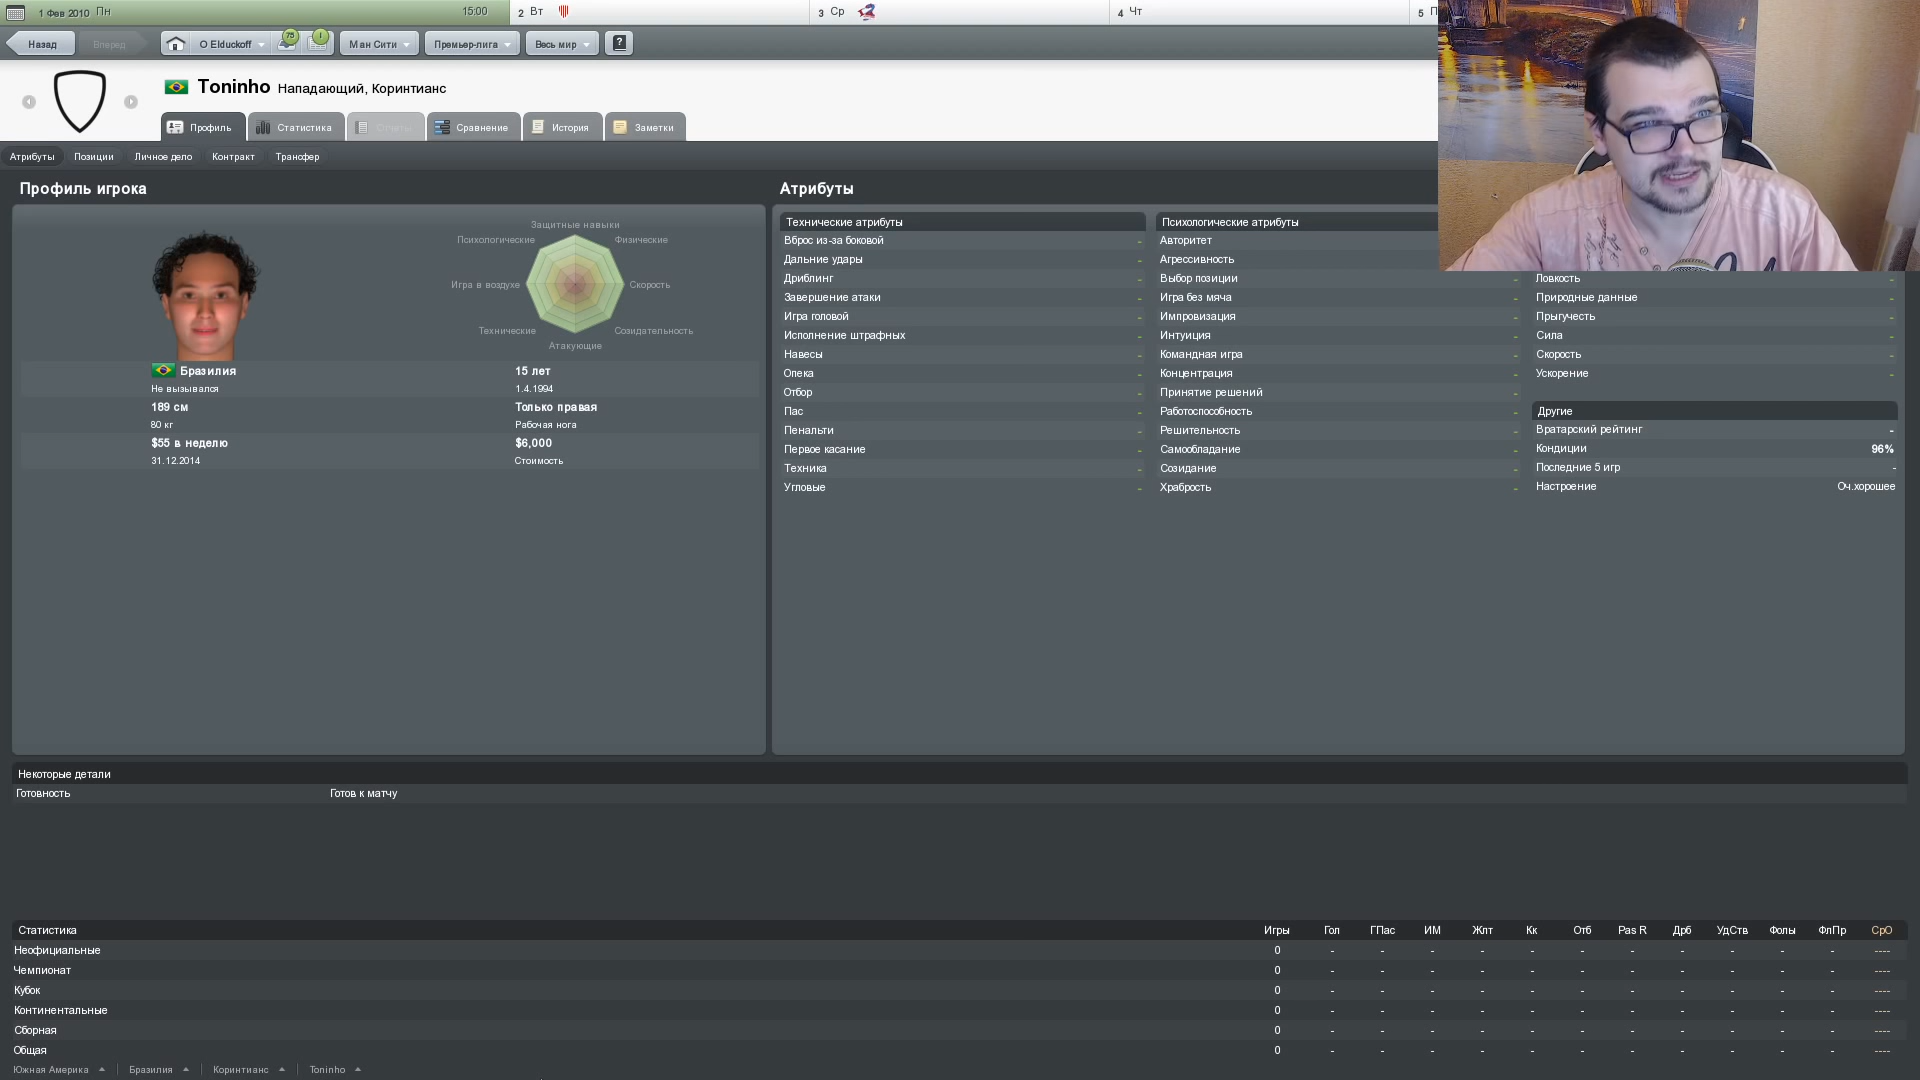 1 Фев 2010 Пн 15:00 2 Вт 3 Ср 4 Чт 5
Назад Вперед О Elduckoff 75 1 Ман Сити Премьер-лига Весь мир ?
Toninho Нападающий, Коринтианс
Профиль Статистика Отчеты Сравнение История Заметки
Атрибуты Позиции Личное дело Контракт Трансфер
Профиль игрока
Защитные навыки
Психологические Физические
Игра в воздухе Скорость
Технические Созидательность
Атакующие
Бразилия 15 лет
Не вызывался 1.4.1994
189 см Только правая
80 кг Рабочая нога
$55 в неделю $6,000
31.12.2014 Стоимость
Атрибуты
Технические атрибуты
Вброс из-за боковой -
Дальние удары -
Дриблинг -
Завершение атаки -
Игра головой -
Исполнение штрафных -
Навесы -
Опека -
Отбор -
Пас -
Пенальти -
Первое касание -
Техника -
Угловые -
Психологические атрибуты
Авторитет
Агрессивность
Выбор позиции -
Игра без мяча -
Импровизация -
Интуиция -
Командная игра -
Концентрация -
Принятие решений -
Работоспособность -
Решительность -
Самообладание -
Созидание -
Храбрость -
Ловкость -
Природные данные -
Прыгучесть -
Сила -
Скорость -
Ускорение -
Другие
Вратарский рейтинг -
Кондиции 96%
Последние 5 игр -
Настроение Оч.хорошее
Некоторые детали
Готовность Готов к матчу
Статистика Игры Гол ГПас ИМ Жлт Кк Отб Pas R Дрб УдСтв Фолы ФлПр СрО
Неофициальные 0 - - - - - - - - - - - ----
Чемпионат 0 - - - - - - - - - - - ----
Кубок 0 - - - - - - - - - - - ----
Континентальные 0 - - - - - - - - - - - ----
Сборная 0 - - - - - - - - - - - ----
Общая 0 - - - - - - - - - - - ----
Южная Америка Бразилия Коринтианс Toninho